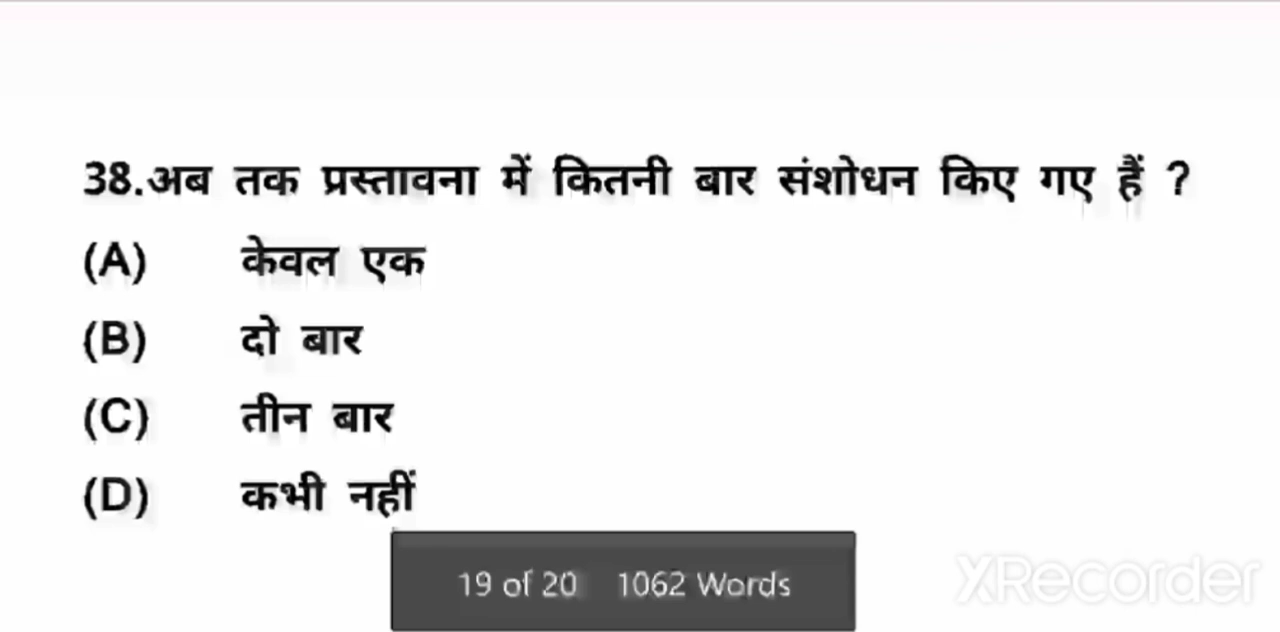 38.अब तक प्रस्तावना में कितनी बार संशोधन किए गए हैं ?
(A) केवल एक
(B) दो बार
(C) तीन बार
(D) कभी नहीं
19 of 20 1062 Words
XRecorder